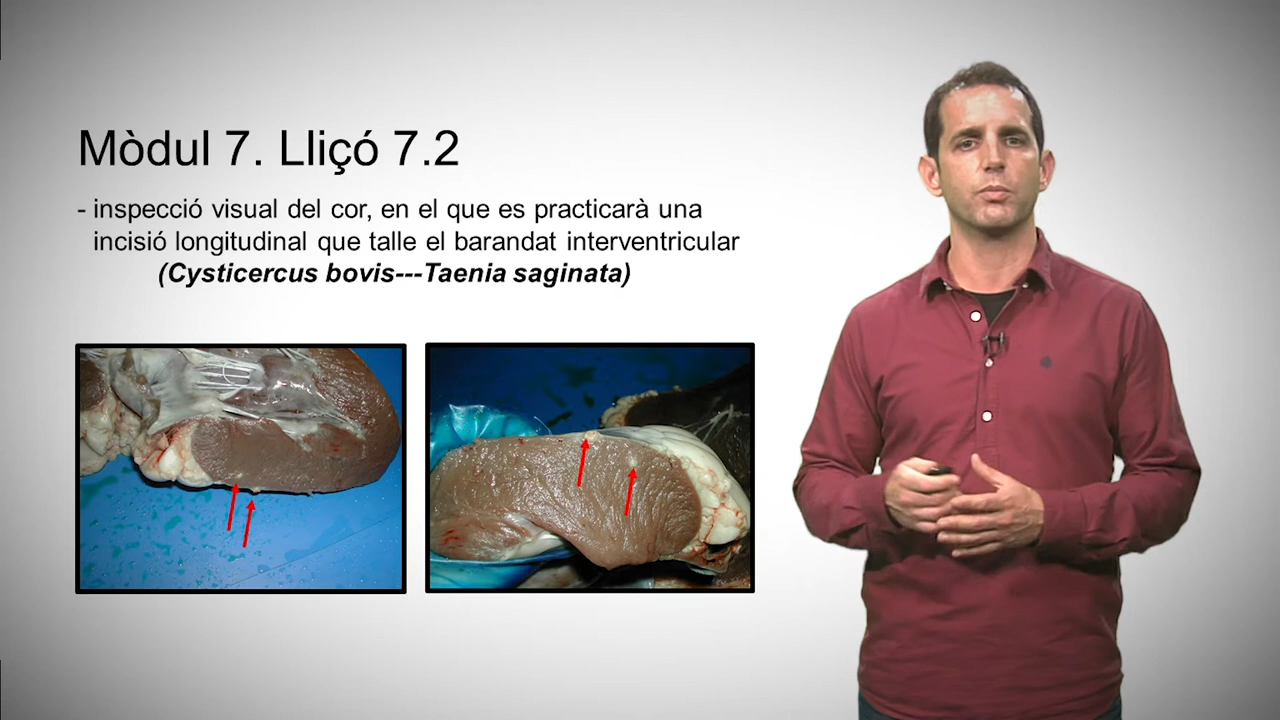 Mòdul 7. Lliçó 7.2
- inspecció visual del cor, en el que es practicarà una
incisió longitudinal que talle el barandat interventricular
(Cysticercus bovis---Taenia saginata)